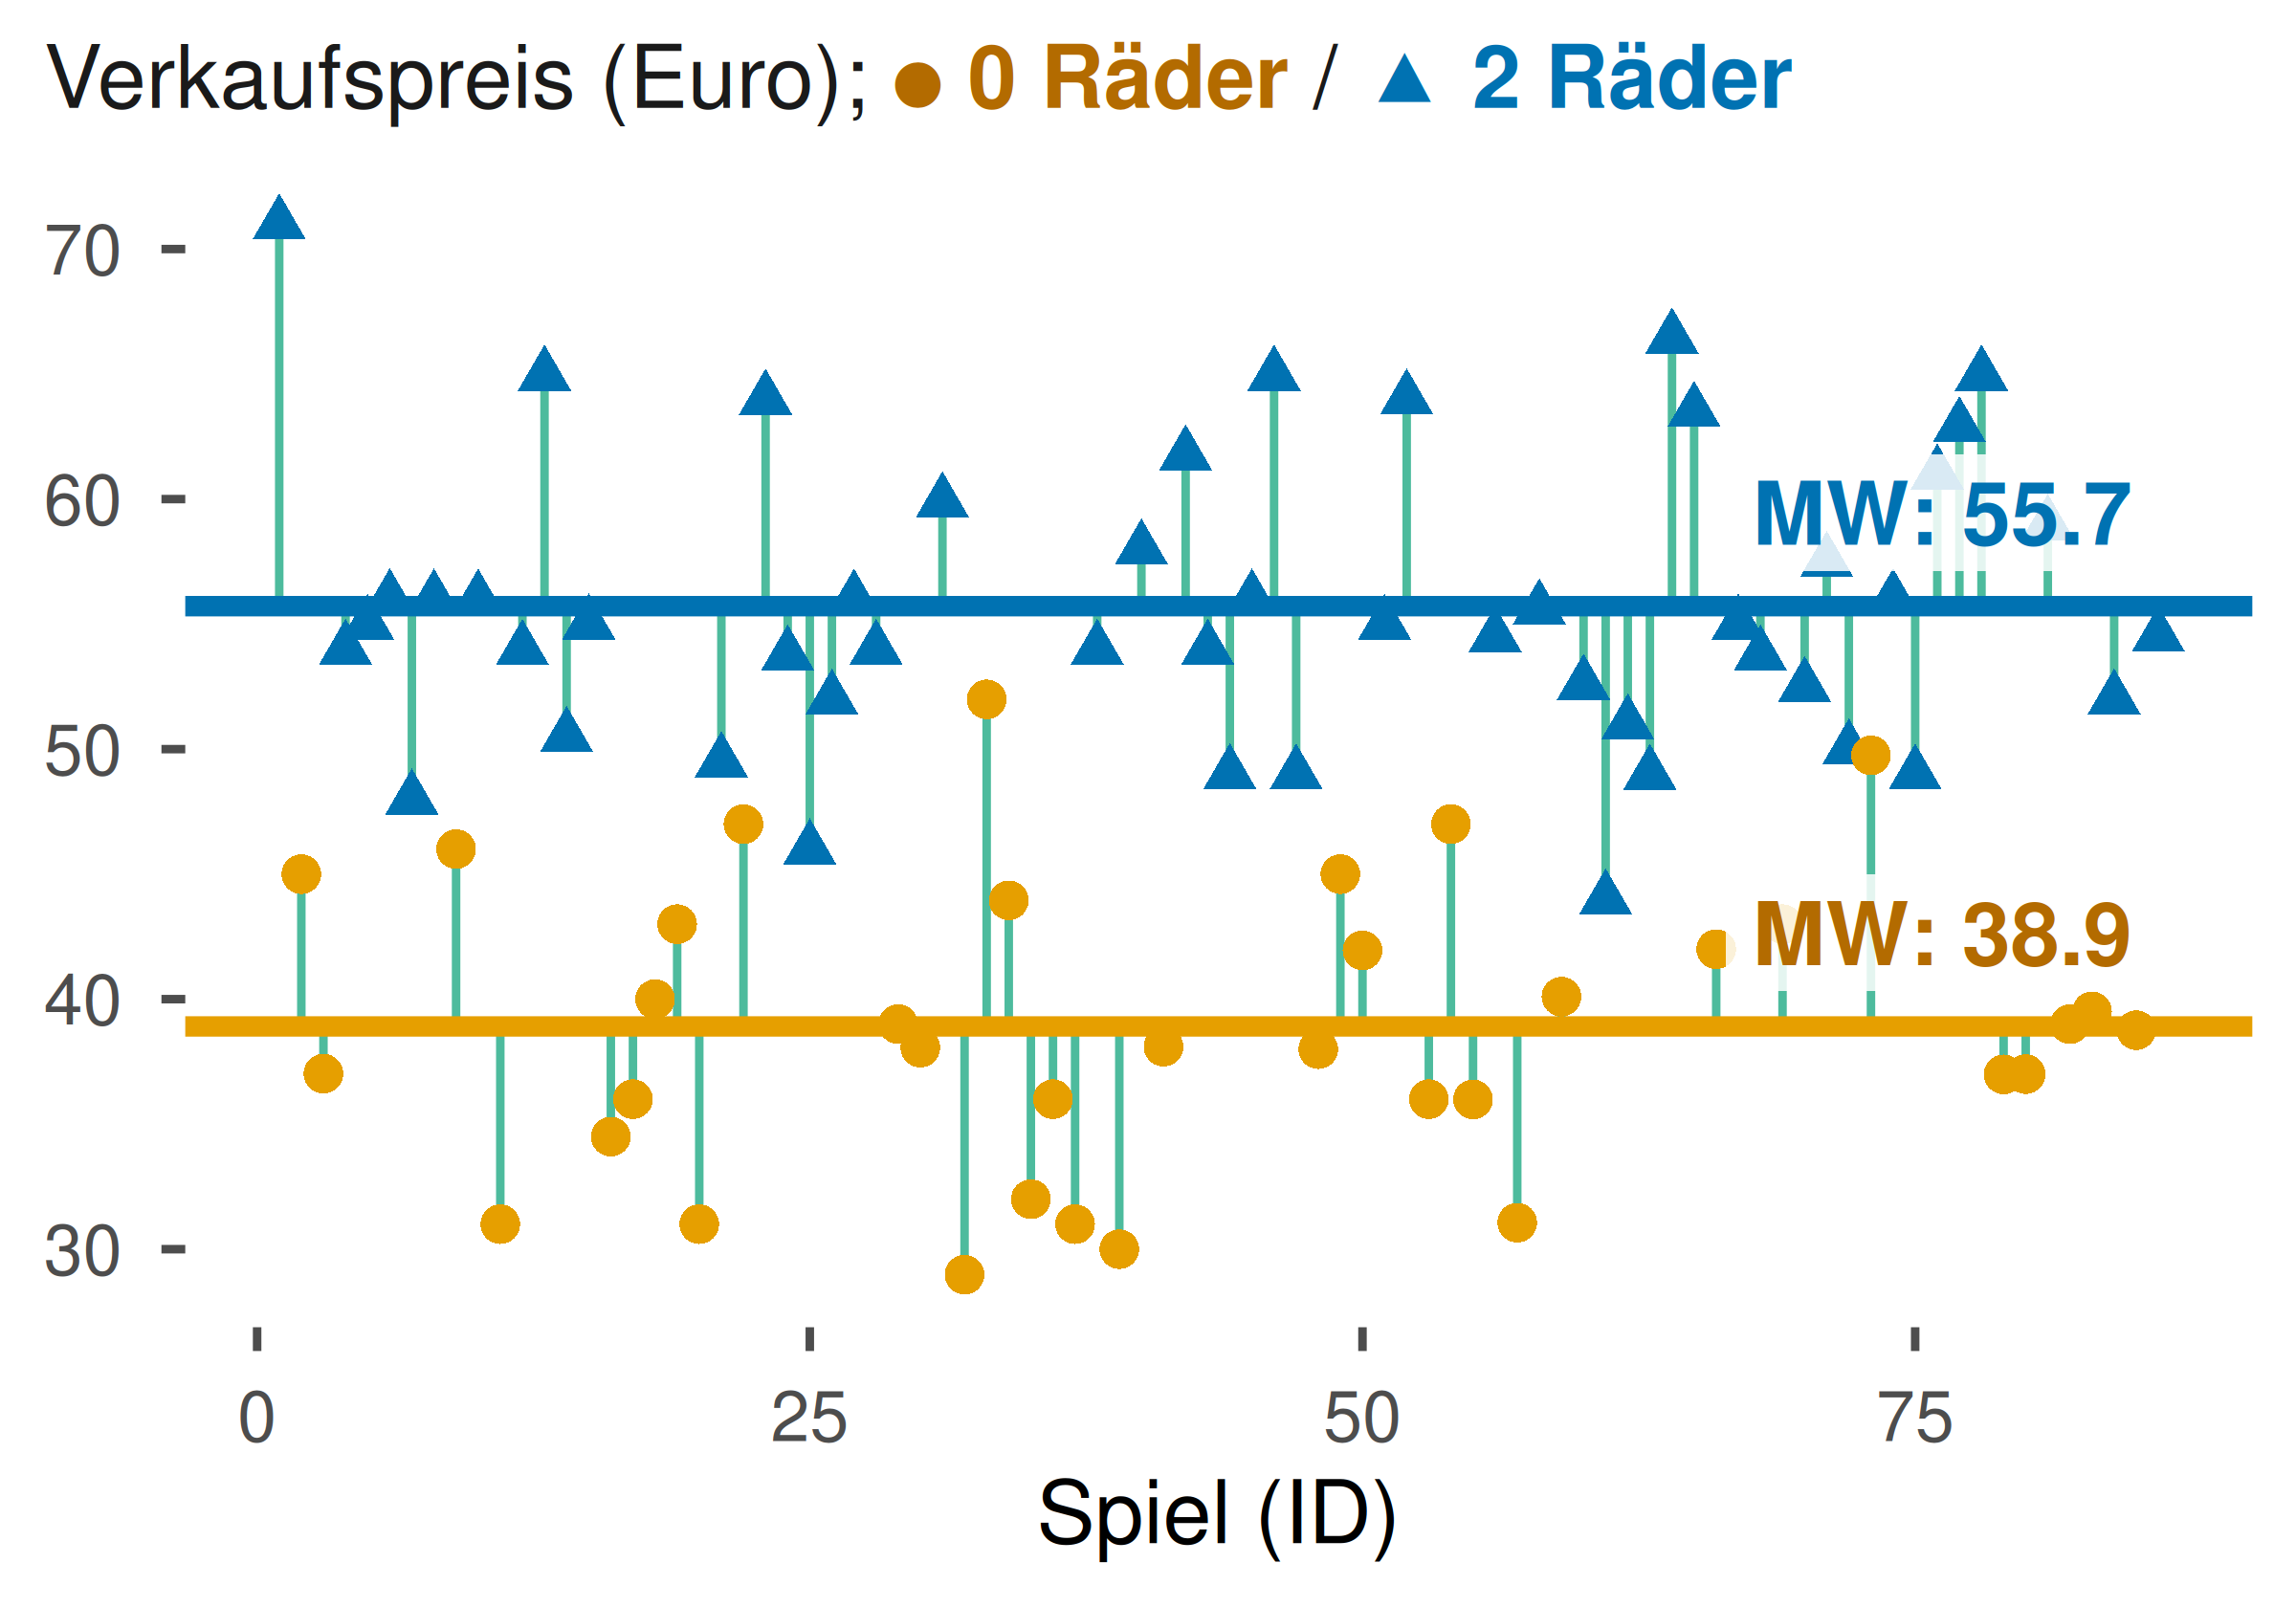 Verkaufspreis (Euro); ● 0 Räder / ▲ 2 Räder
70
60
MW: 55.7
50
MW: 38.9
40
30
0 25 50 75
Spiel (ID)